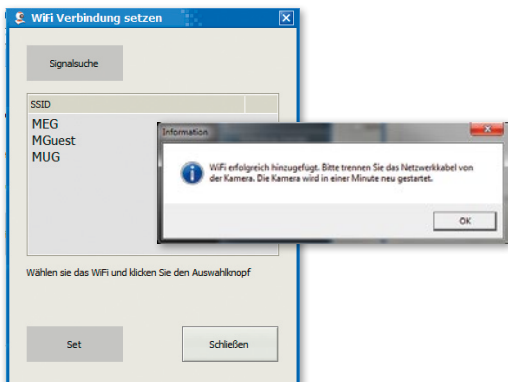 WiFi Verbindung setzen
Signalsuche
SSID
MEG
MGuest
MUG
Information
WiFi erfolgreich hinzugefügt. Bitte trennen Sie das Netzwerkkabel von
der Kamera. Die Kamera wird in einer Minute neu gestartet.
OK
Wählen sie das WiFi und klicken Sie den Auswahlknopf
Set
Schließen